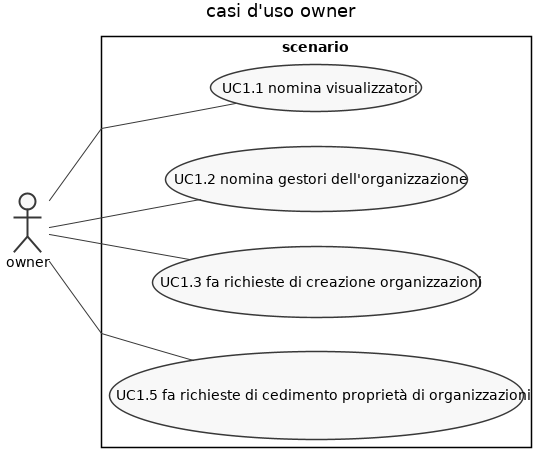 casi d'uso owner
scenario
UC1.1 nomina visualizzatori
UC1.2 nomina gestori dell'organizzazione
UC1.3 fa richieste di creazione organizzazioni
owner
UC1.5 fa richieste di cedimento proprietà di organizzazioni